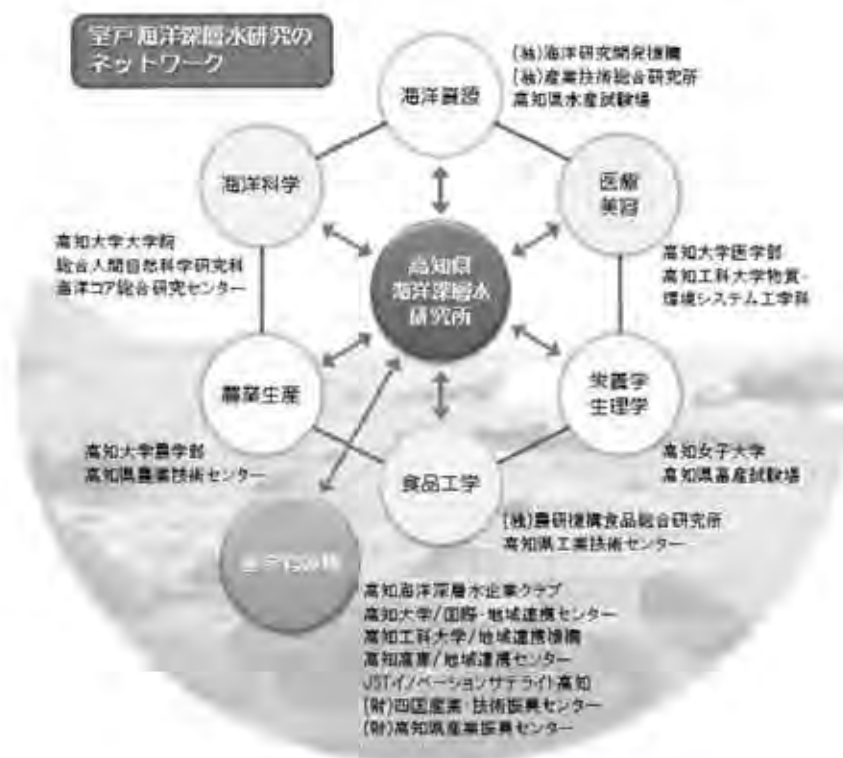 室戸海洋深層水研究の
ネットワーク
海洋資源
(独)海洋研究開発機構
(独)産業技術総合研究所
高知県水産試験場
海洋科学
高知大学大学院
総合人間自然科学研究科
海洋コア総合研究センター
医療
美容
高知大学医学部
高知工科大学物質・
環境システム工学科
高知県
海洋深層水
研究所
農業生産
高知大学農学部
高知県農業技術センター
栄養学
生理学
高知女子大学
高知県畜産試験場
食品工学
(独)農研機構食品総合研究所
高知県工業技術センター
高知海洋深層水企業クラブ
高知大学/国際・地域連携センター
高知工科大学/地域連携機構
高知高専/地域連携センター
JSTイノベーションサテライト高知
(財)四国産業・技術振興センター
(財)高知県産業振興センター